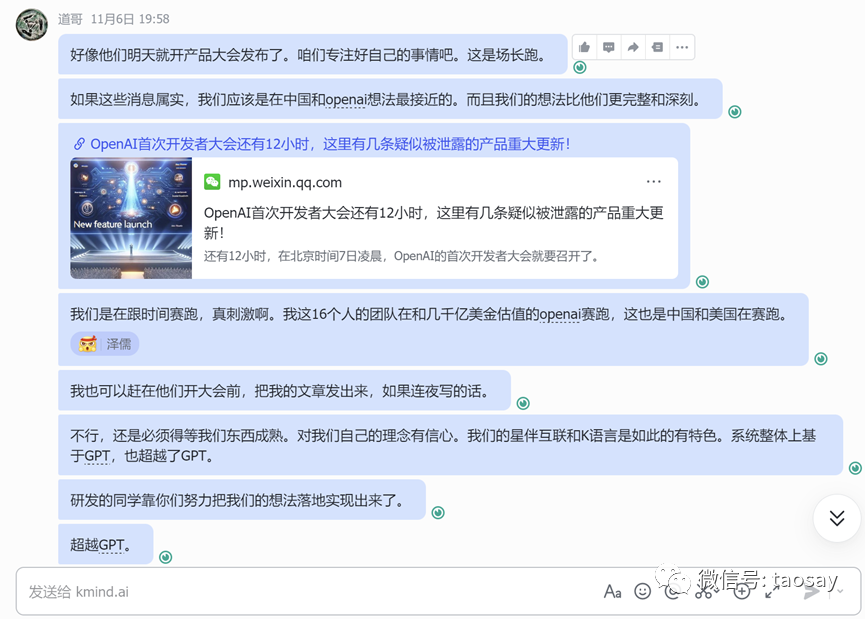 道哥 11月6日 19:58
好像他们明天就开产品大会发布了。咱们专注好自己的事情吧。这是场长跑。
如果这些消息属实，我们应该是在中国和openai想法最接近的。而且我们的想法比他们更完整和深刻。
OpenAI首次开发者大会还有12小时，这里有几条疑似被泄露的产品重大更新！
New feature launch
mp.weixin.qq.com
OpenAI首次开发者大会还有12小时，这里有几条疑似被泄露的产品重大更
新！
还有12小时，在北京时间7日凌晨，OpenAI的首次开发者大会就要召开了。
我们是在跟时间赛跑，真刺激啊。我这16个人的团队在和几千亿美金估值的openai赛跑，这也是中国和美国在赛跑。
泽儒
我也可以赶在他们开大会前，把我的文章发出来，如果连夜写的话。
不行，还是必须得等我们东西成熟。对我们自己的理念有信心。我们的星伴互联和K语言是如此的有特色。系统整体上基
于GPT，也超越了GPT。
研发的同学靠你们努力把我们的想法落地实现出来了。
超越GPT。
发送给 kmind.ai
Aa
微信号: taosay